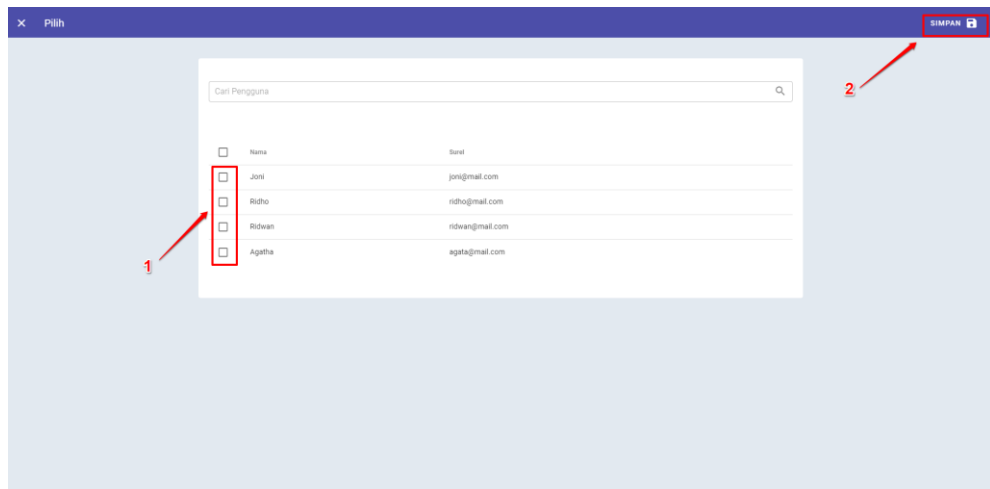 Pilih
SIMPAN
2
Cari Pengguna
Nama Surel
Joni joni@mail.com
Ridho ridho@mail.com
Ridwan ridwan@mail.com
Agatha agata@mail.com
1